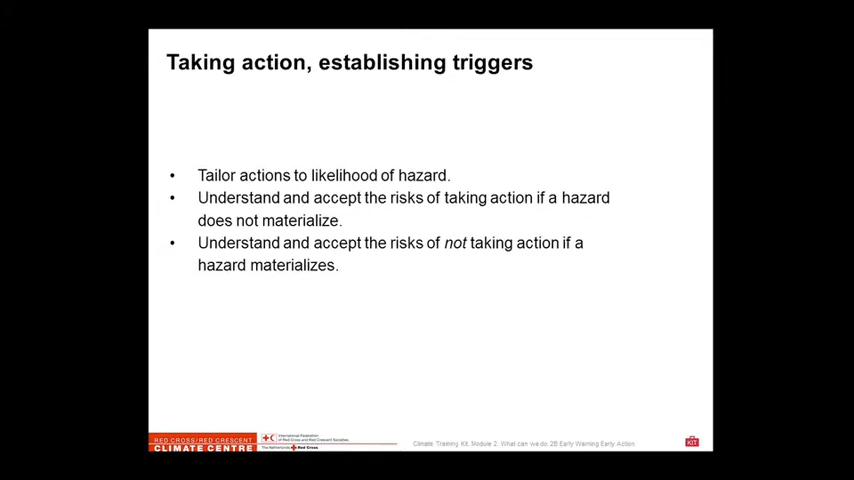 Taking action, establishing triggers
• Tailor actions to likelihood of hazard.
• Understand and accept the risks of taking action if a hazard
does not materialize.
• Understand and accept the risks of not taking action if a
hazard materializes.
RED CROSS/RED CRESCENT
CLIMATE CENTRE
International Federation
of Red Cross and Red Crescent Societies
The Netherlands Red Cross
Climate Training Kit, Module 2: What can we do, 2B Early Warning Early Action
KIT